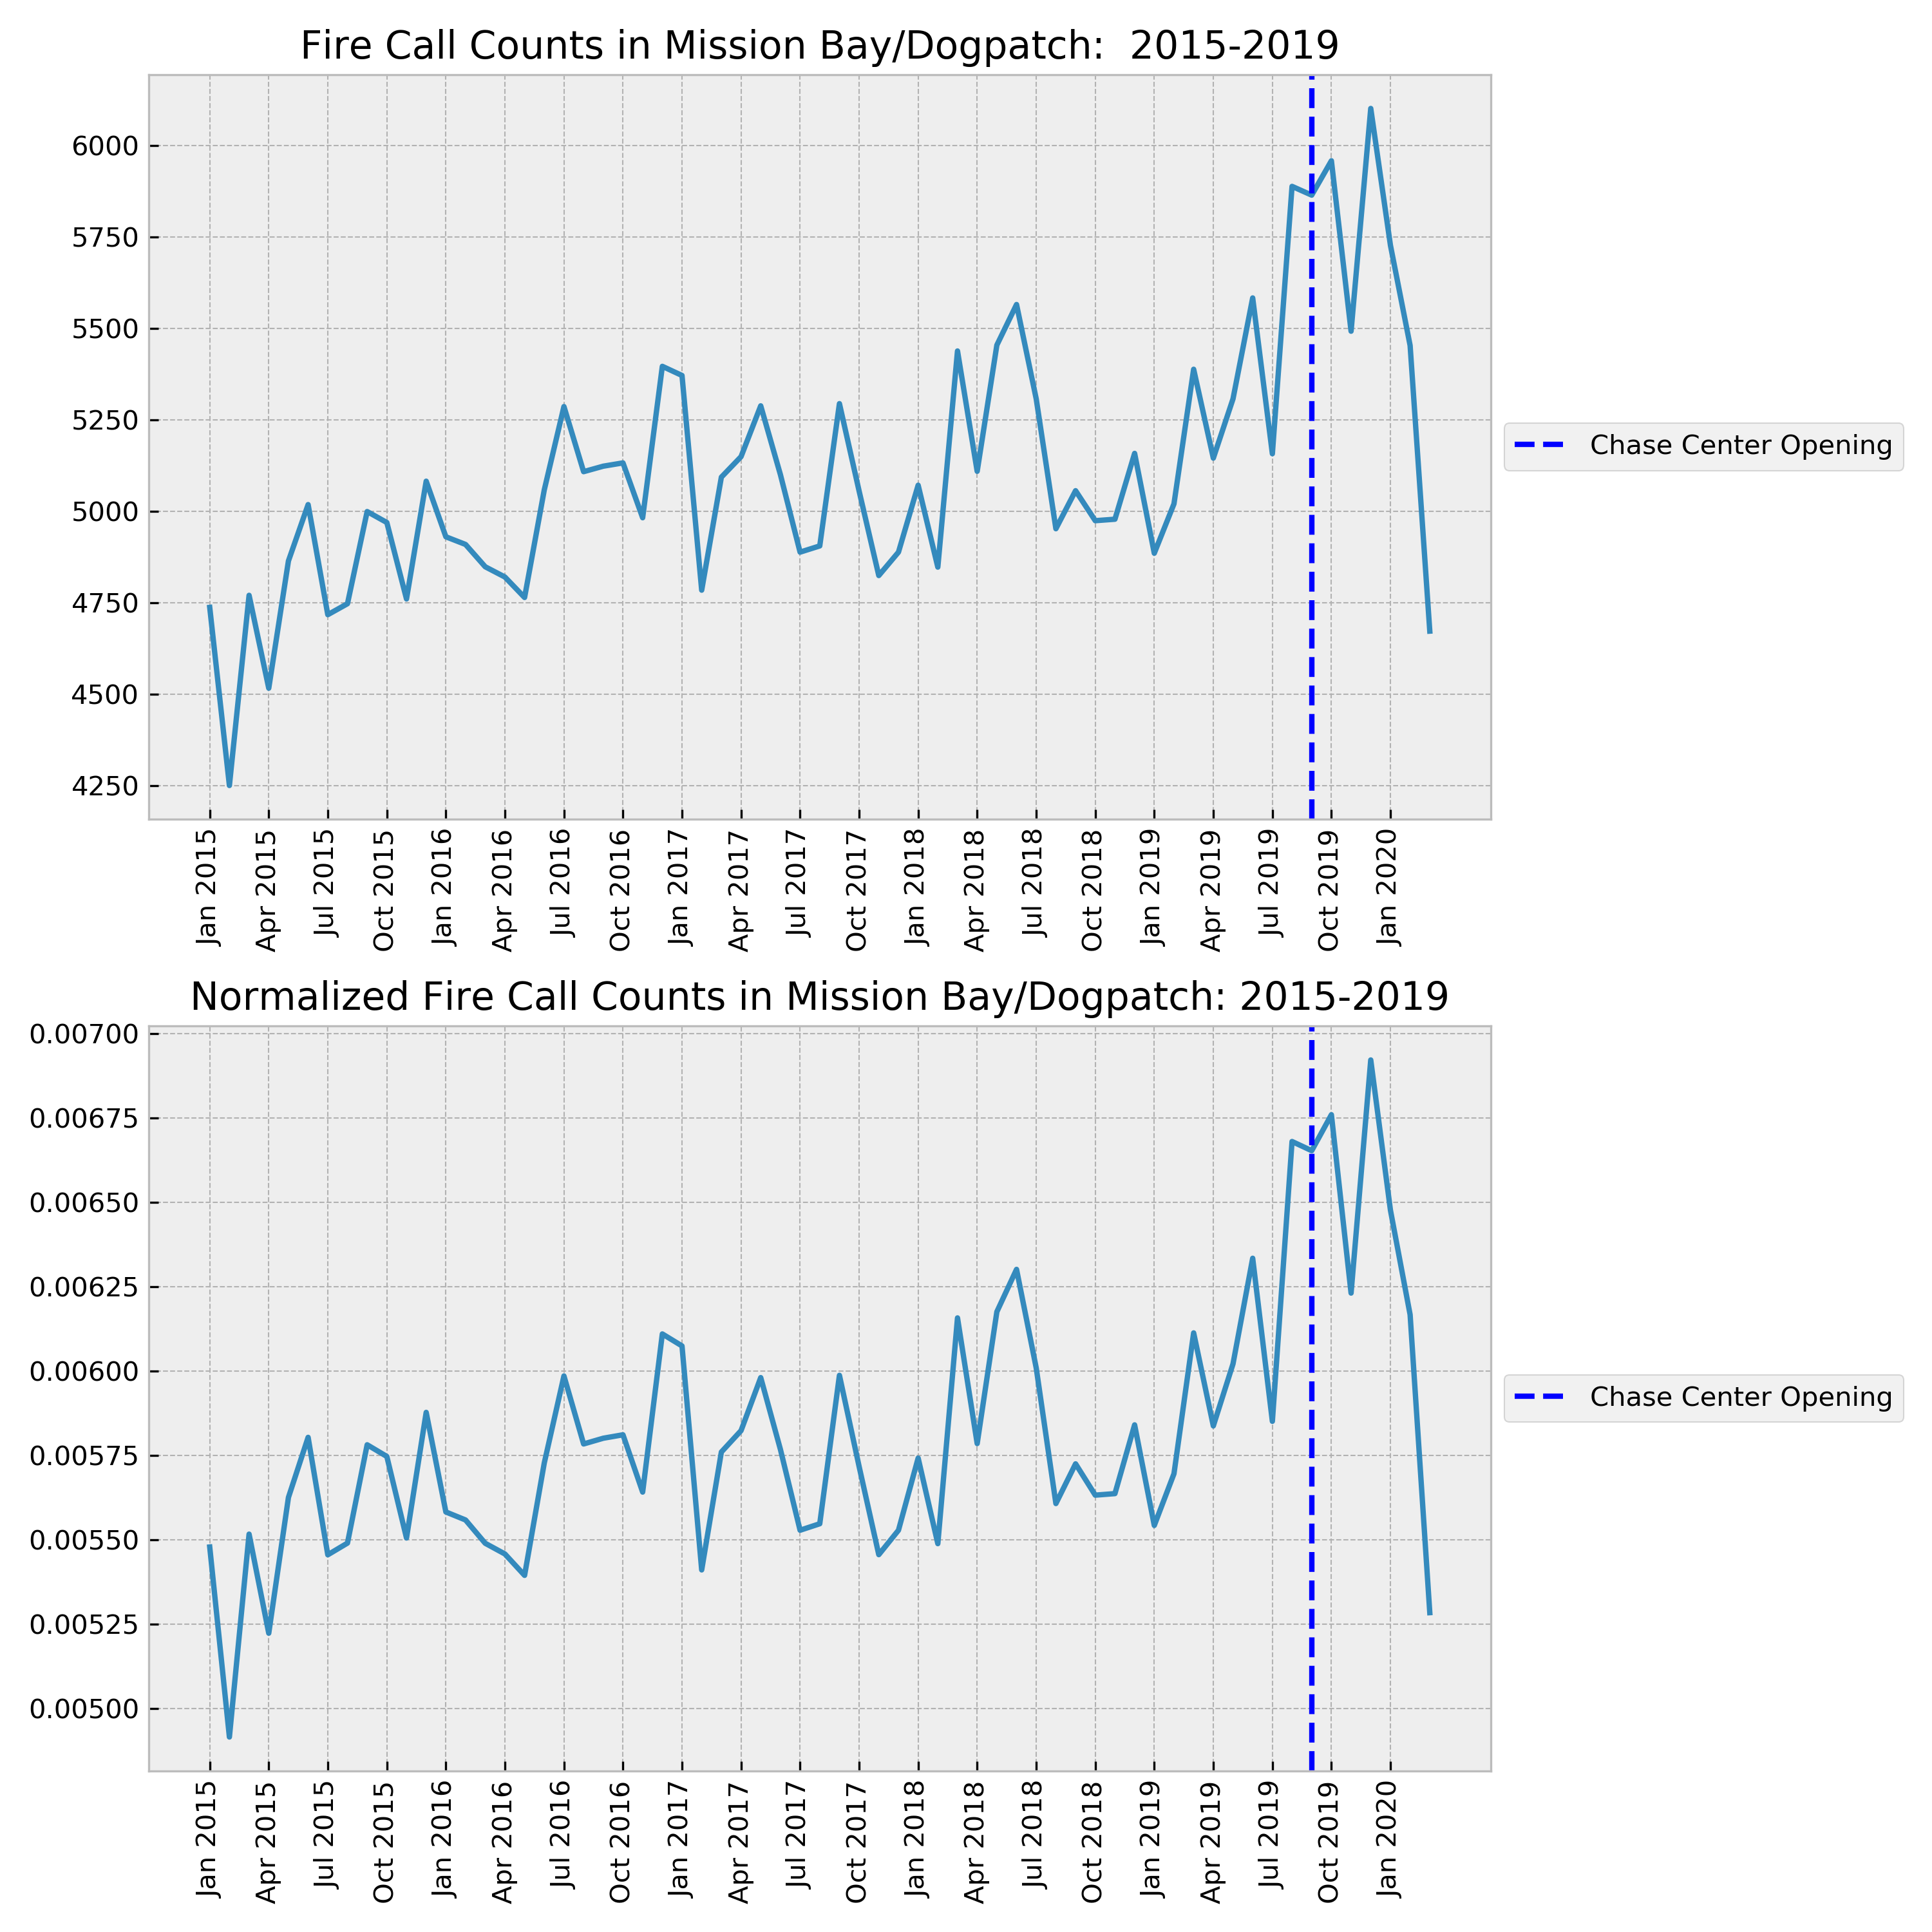 Fire Call Counts in Mission Bay/Dogpatch:  2015-2019
6000
5750
5500
5250
5000
4750
4500
4250
Chase Center Opening
Jan 2015
Apr 2015
Jul 2015
Oct 2015
Jan 2016
Apr 2016
Jul 2016
Oct 2016
Jan 2017
Apr 2017
Jul 2017
Oct 2017
Jan 2018
Apr 2018
Jul 2018
Oct 2018
Jan 2019
Apr 2019
Jul 2019
Oct 2019
Jan 2020
Normalized Fire Call Counts in Mission Bay/Dogpatch: 2015-2019
0.00700
0.00675
0.00650
0.00625
0.00600
0.00575
0.00550
0.00525
0.00500
Chase Center Opening
Jan 2015
Apr 2015
Jul 2015
Oct 2015
Jan 2016
Apr 2016
Jul 2016
Oct 2016
Jan 2017
Apr 2017
Jul 2017
Oct 2017
Jan 2018
Apr 2018
Jul 2018
Oct 2018
Jan 2019
Apr 2019
Jul 2019
Oct 2019
Jan 2020